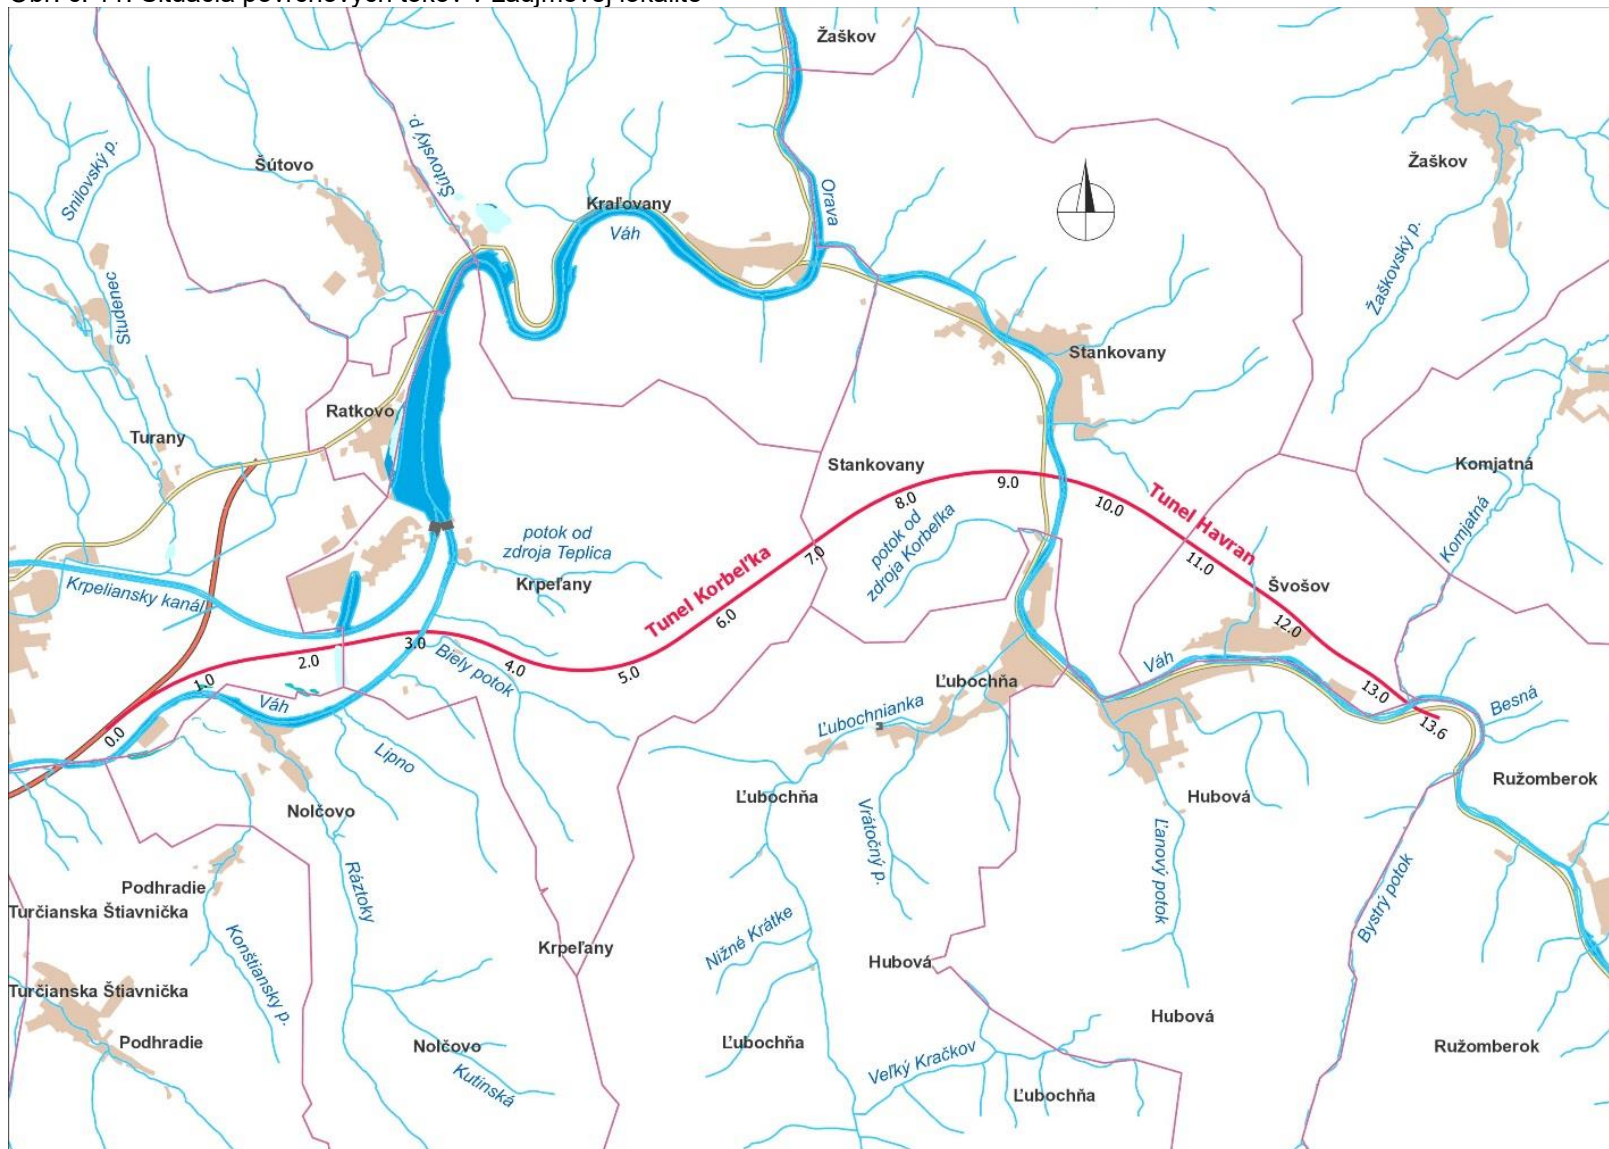 Žaškov
Šútovský p.
Snilovský p.
Šútovo
Žaškov
Orava
Kraľovany
Váh
Žaškovský p.
Studenec
Stankovany
Ratkovo
Turany
Stankovany
Komjatná
8.0
9.0
10.0
Tunel Havran
potok od
zdroja Teplica
potok od
zdroja Korbeľka
Komjatná
Krpeliansky kanál
Krpeľany
Tunel Korbeľka
7.0
11.0
Švošov
6.0
12.0
3.0
2.0
Biely potok
4.0
5.0
Váh
1.0
Ľubochňa
13.0
Besná
Váh
0.0
Ľubochnianka
13.6
Lipno
Ružomberok
Nolčovo
Ľubochňa
Hubová
Vrátočný p.
Ľanový potok
Podhradie
Ráztoky
Bystrý potok
Turčianska Štiavnička
Nižné Krátke
Krpeľany
Hubová
Konštiansky p.
Turčianska Štiavnička
Hubová
Podhradie
Nolčovo
Ľubochňa
Ružomberok
Veľký Kračkov
Kutinská
Ľubochňa